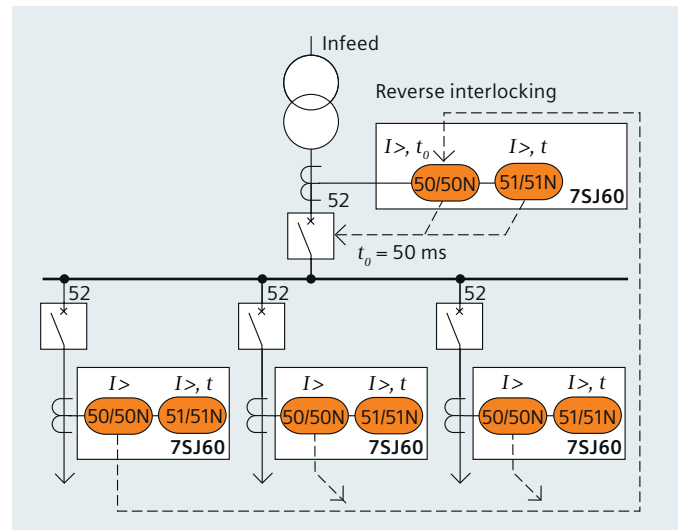 Infeed
Reverse interlocking
I>, t₀ I>, t
50/50N 51/51N
7SJ60
52
t₀ = 50 ms
52 52 52
I> I>, t I> I>, t I> I>, t
50/50N 51/51N 50/50N 51/51N 50/50N 51/51N
7SJ60 7SJ60 7SJ60